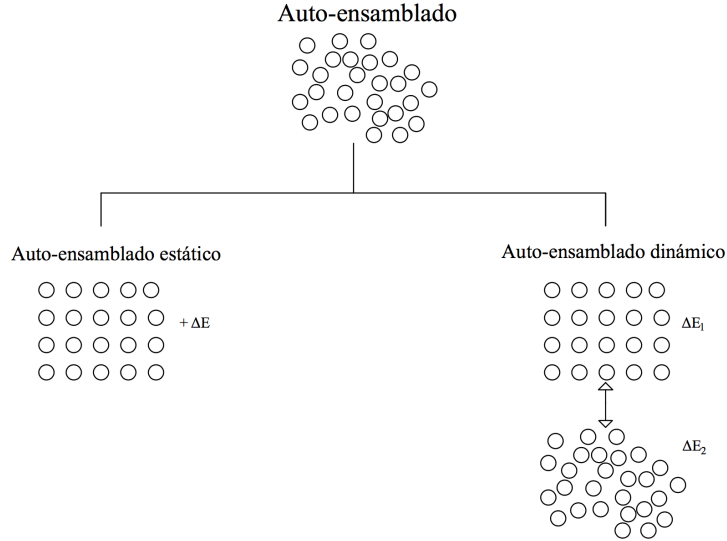 Auto-ensamblado
Auto-ensamblado estático
+ ΔE
Auto-ensamblado dinámico
ΔE₁
ΔE₂